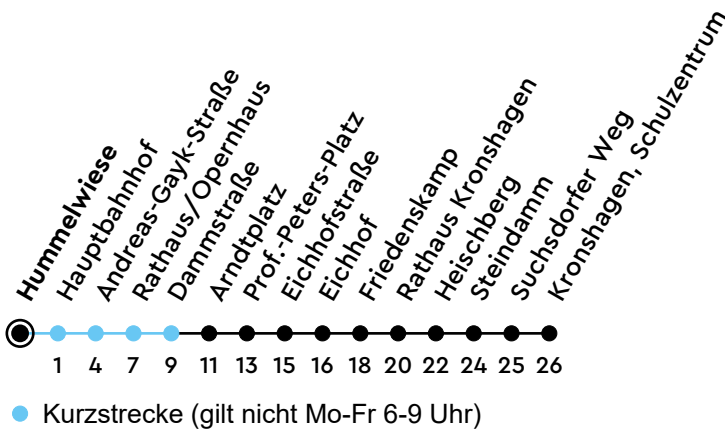 Hummelwiese
Hauptbahnhof
Andreas-Gayk-Straße
Rathaus/Opernhaus
Dammstraße
Arndtplatz
Prof.-Peters-Platz
Eichhofstraße
Eichhof
Friedenskamp
Rathaus Kronshagen
Heischberg
Steindamm
Suchsdorfer Weg
Kronshagen, Schulzentrum
1 4 7 9 11 13 15 16 18 20 22 24 25 26
Kurzstrecke (gilt nicht Mo-Fr 6-9 Uhr)